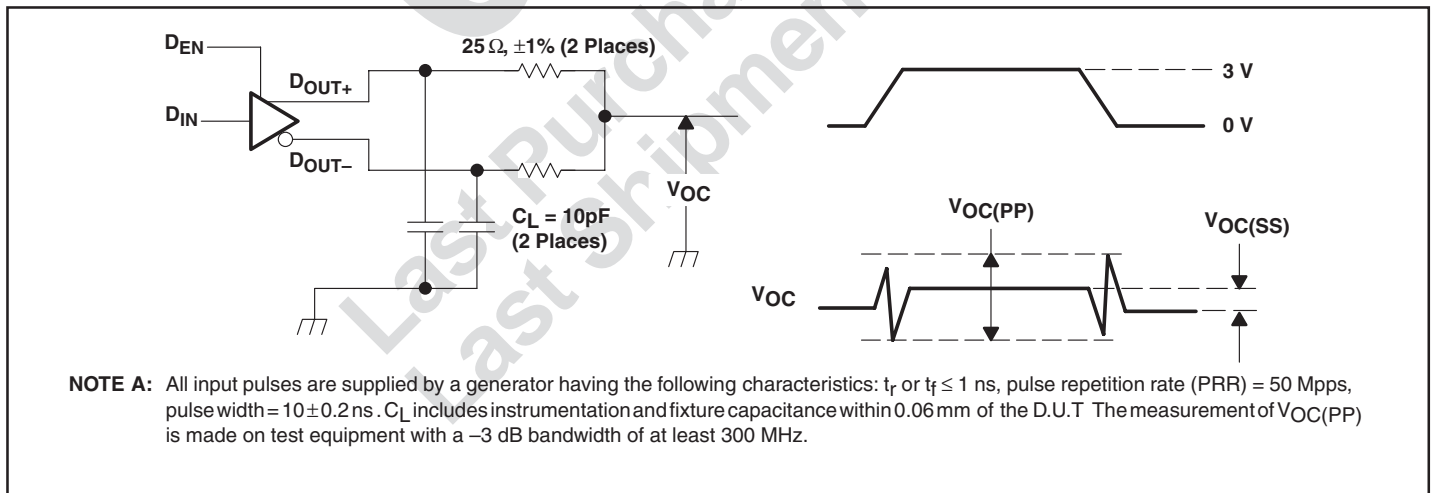 DEN
25 Ω, ±1% (2 Places)
DOUT+
DIN
DOUT–
VOC
CL = 10pF
(2 Places)
3 V
0 V
VOC(PP)
VOC(SS)
VOC
NOTE A: All input pulses are supplied by a generator having the following characteristics: tr or tf ≤ 1 ns, pulse repetition rate (PRR) = 50 Mpps,
pulse width = 10 ± 0.2 ns . CL includes instrumentation and fixture capacitance within 0.06 mm of the D.U.T The measurement of VOC(PP)
is made on test equipment with a –3 dB bandwidth of at least 300 MHz.
Last Purcha
Last Shipmen